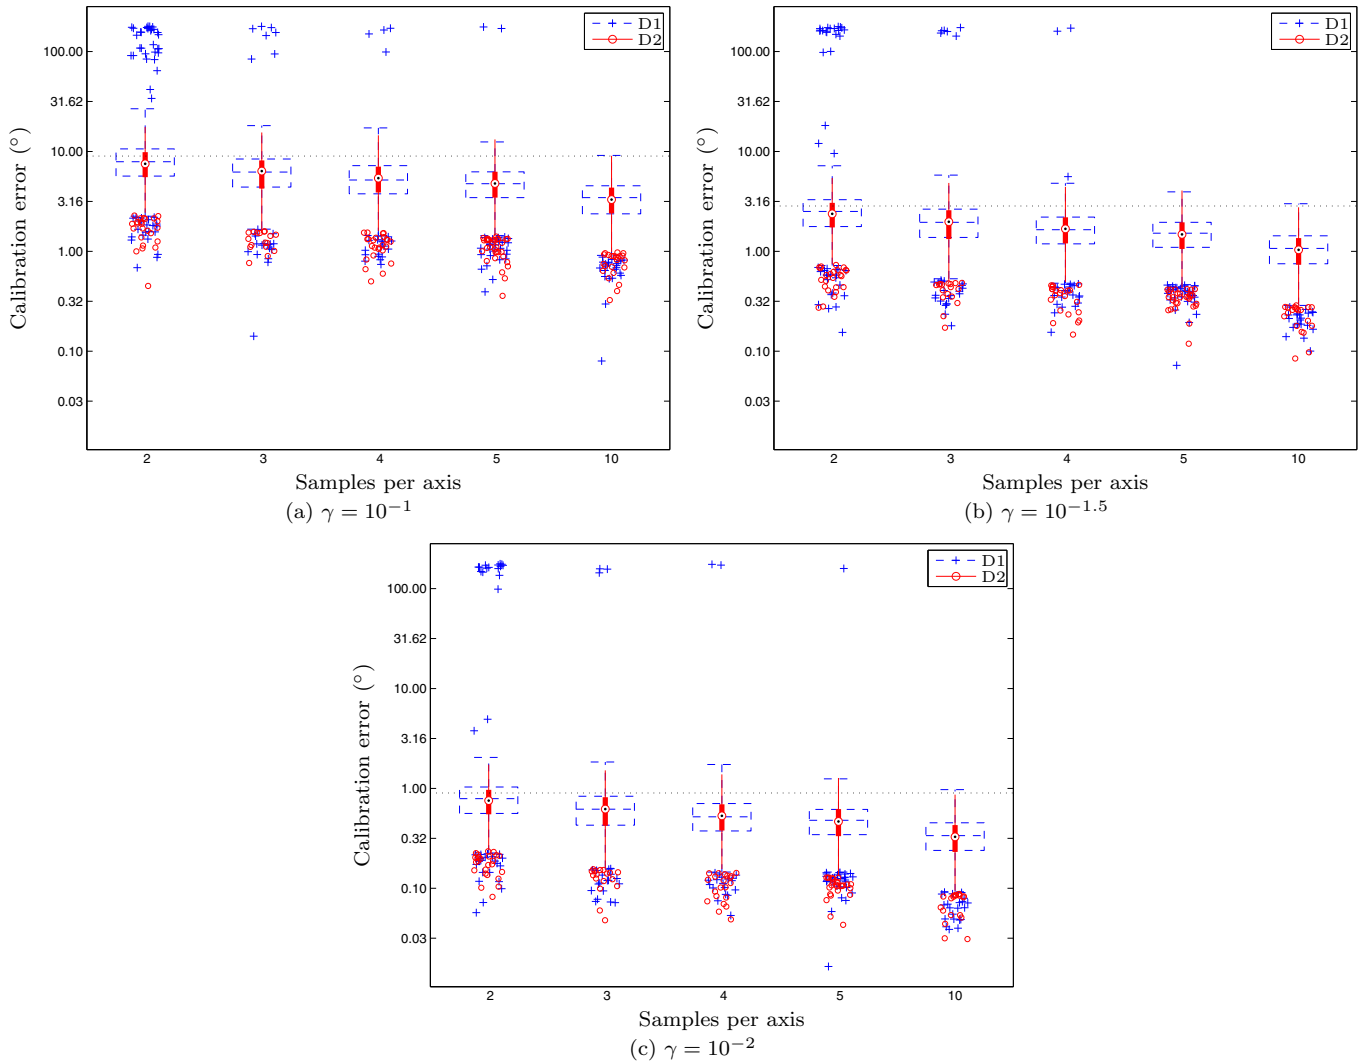 D1
D2
100.00
31.62
10.00
3.16
1.00
0.32
0.10
0.03
Calibration error (°)
2 3 4 5 10
Samples per axis
(a) γ = 10⁻¹
D1
D2
100.00
31.62
10.00
3.16
1.00
0.32
0.10
0.03
Calibration error (°)
2 3 4 5 10
Samples per axis
(b) γ = 10⁻¹·⁵
D1
D2
100.00
31.62
10.00
3.16
1.00
0.32
0.10
0.03
Calibration error (°)
2 3 4 5 10
Samples per axis
(c) γ = 10⁻²